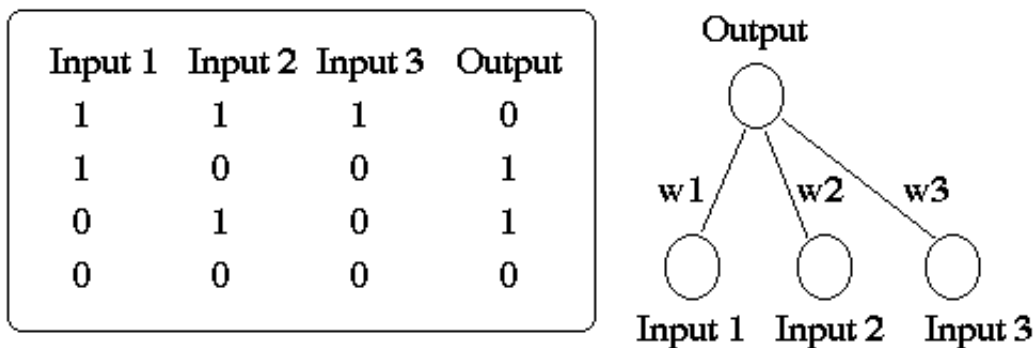 Input 1 Input 2 Input 3 Output
1 1 1 0
1 0 0 1
0 1 0 1
0 0 0 0
Output
w1 w2 w3
Input 1 Input 2 Input 3